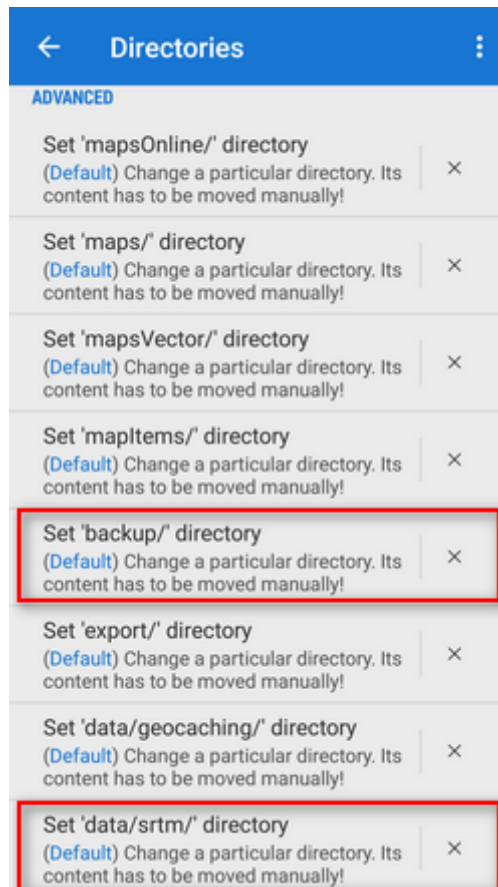 Directories
ADVANCED
Set 'mapsOnline/' directory
(Default) Change a particular directory. Its
content has to be moved manually!
Set 'maps/' directory
(Default) Change a particular directory. Its
content has to be moved manually!
Set 'mapsVector/' directory
(Default) Change a particular directory. Its
content has to be moved manually!
Set 'mapItems/' directory
(Default) Change a particular directory. Its
content has to be moved manually!
Set 'backup/' directory
(Default) Change a particular directory. Its
content has to be moved manually!
Set 'export/' directory
(Default) Change a particular directory. Its
content has to be moved manually!
Set 'data/geocaching/' directory
(Default) Change a particular directory. Its
content has to be moved manually!
Set 'data/srtm/' directory
(Default) Change a particular directory. Its
content has to be moved manually!